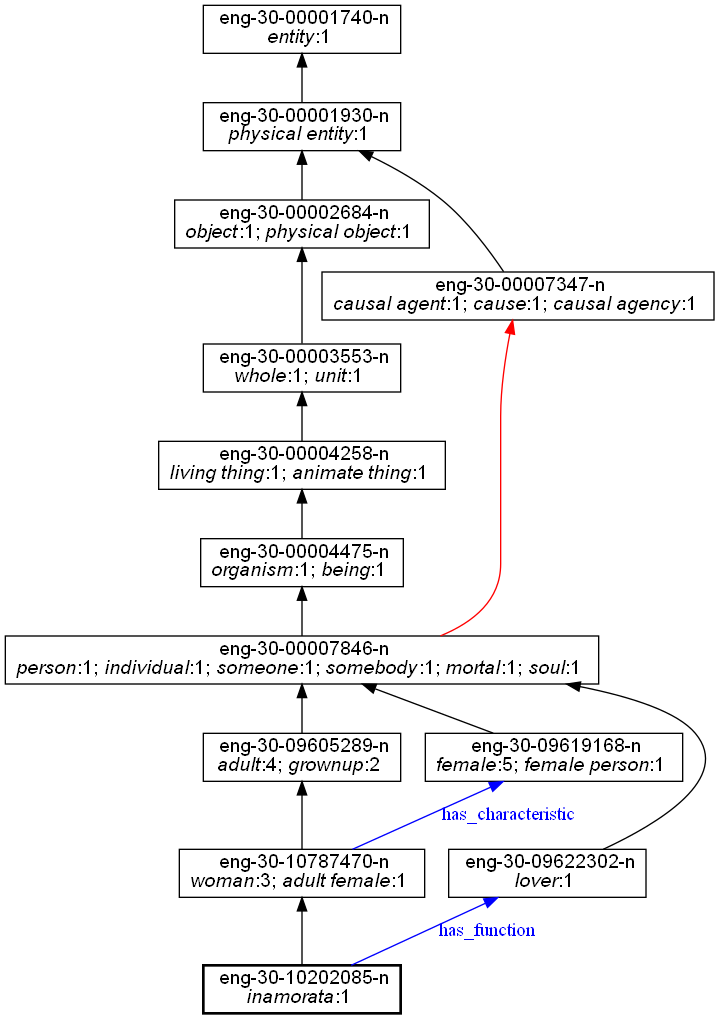 eng-30-00001740-n
entity:1
eng-30-00001930-n
physical entity:1
eng-30-00002684-n
object:1; physical object:1
eng-30-00007347-n
causal agent:1; cause:1; causal agency:1
eng-30-00003553-n
whole:1; unit:1
eng-30-00004258-n
living thing:1; animate thing:1
eng-30-00004475-n
organism:1; being:1
eng-30-00007846-n
person:1; individual:1; someone:1; somebody:1; mortal:1; soul:1
eng-30-09605289-n
adult:4; grownup:2
eng-30-09619168-n
female:5; female person:1
has_characteristic
eng-30-10787470-n
woman:3; adult female:1
eng-30-09622302-n
lover:1
has_function
eng-30-10202085-n
inamorata:1